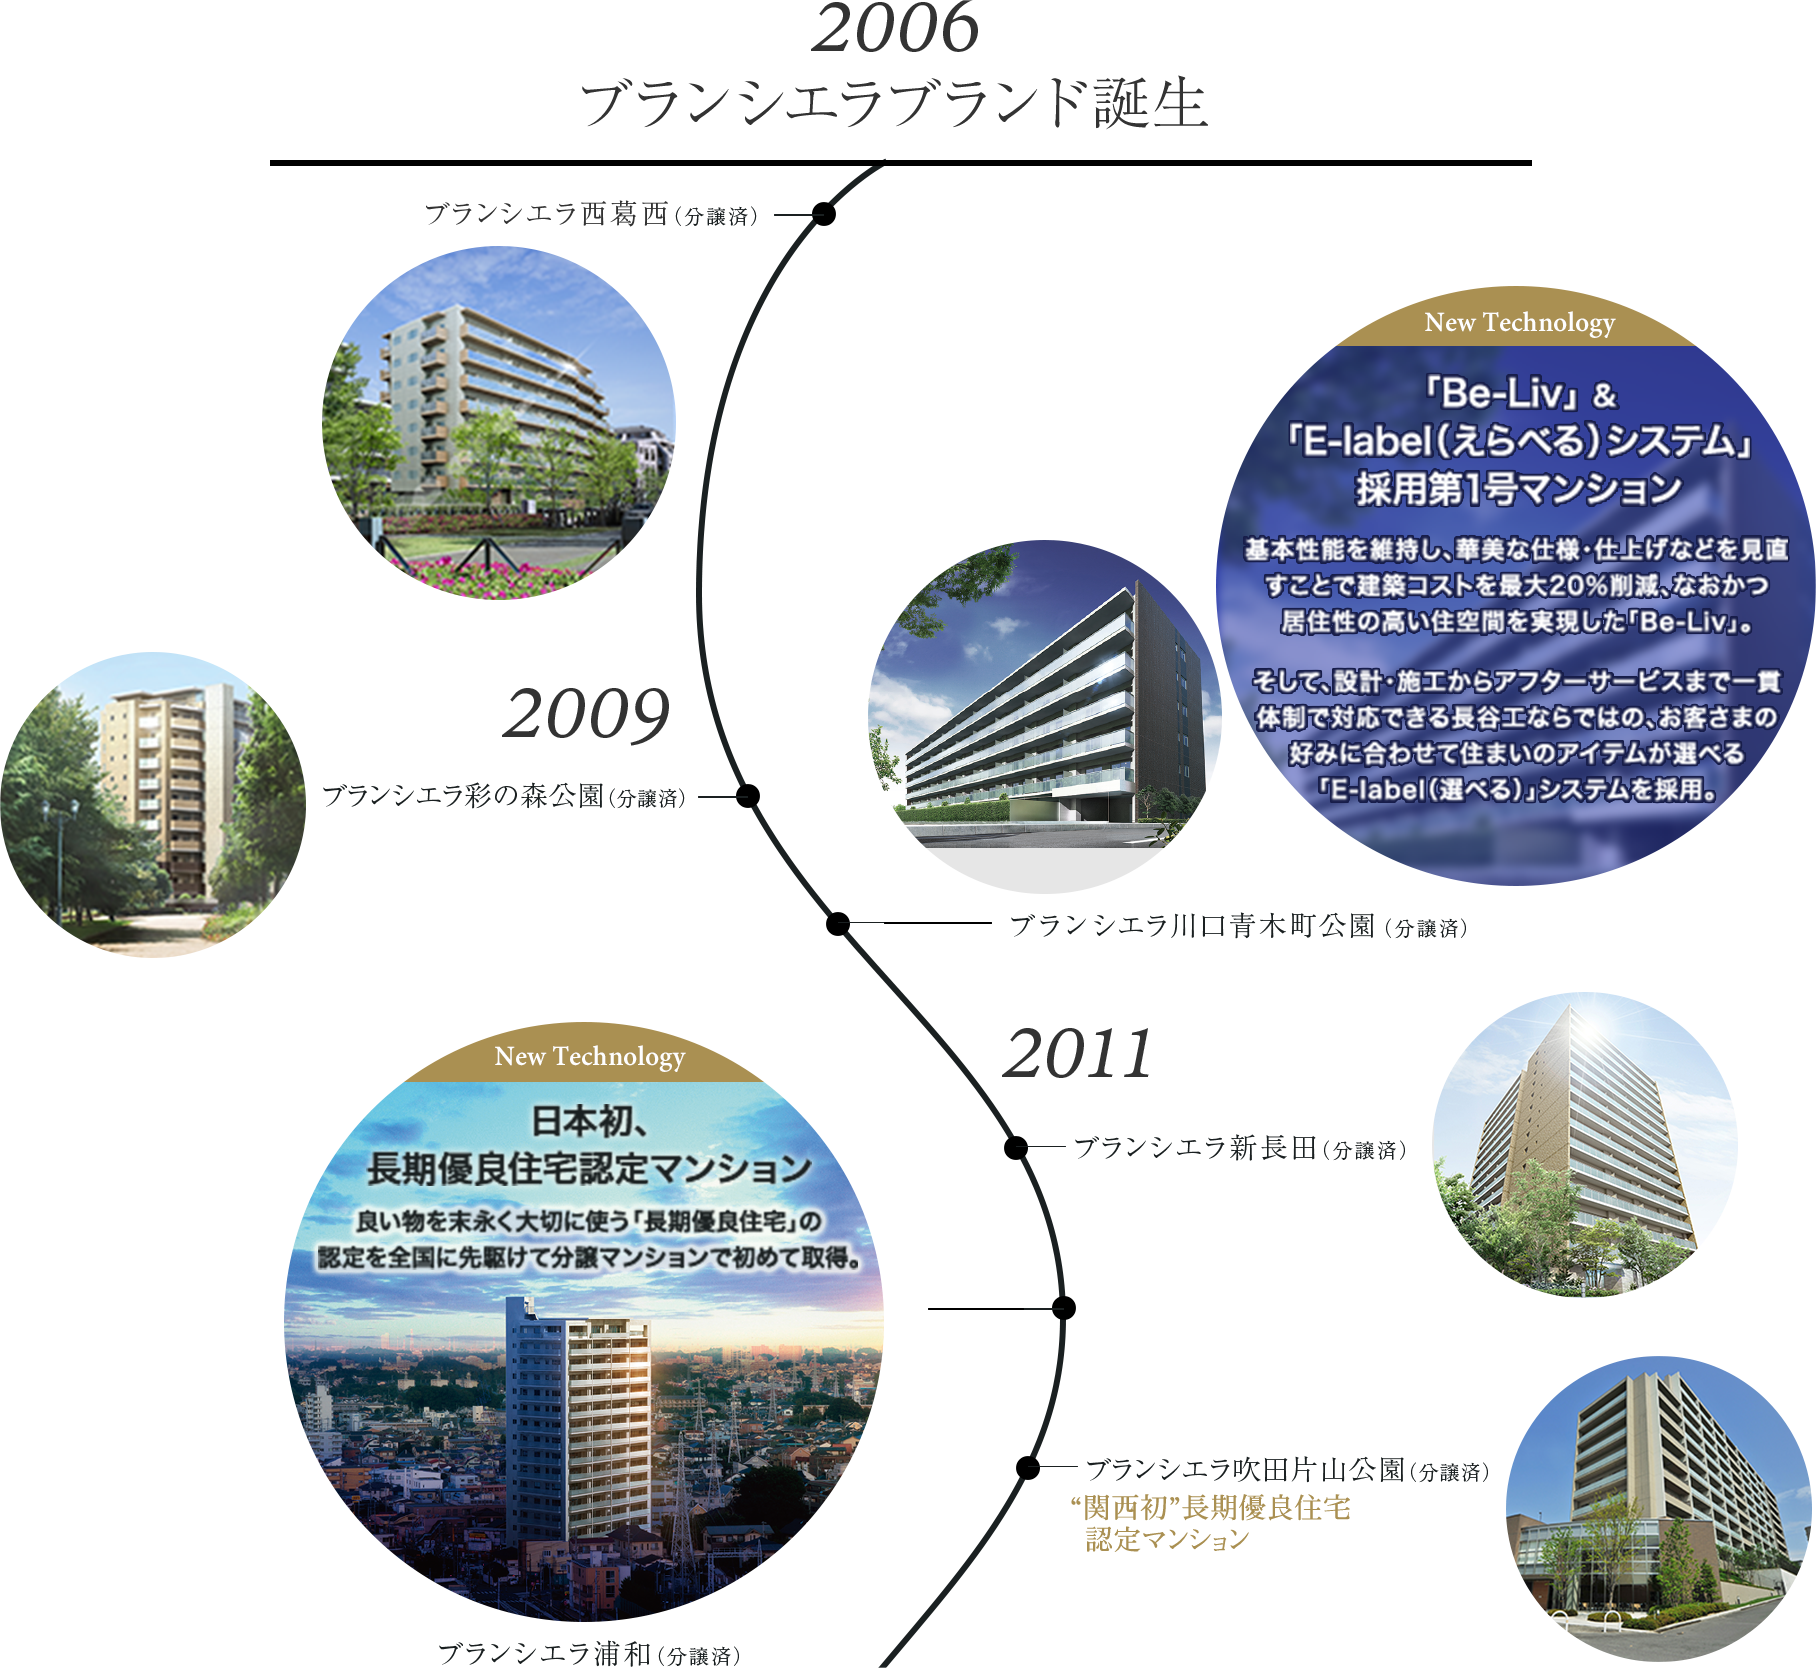 2006
ブランシエラブランド誕生
ブランシエラ西葛西（分譲済）
New Technology
「Be-Liv」&
「E-label（えらべる）システム」
採用第1号マンション
基本性能を維持し、華美な仕様・仕上げなどを見直
すことで建築コストを最大20%削減、なおかつ
居住性の高い住空間を実現した「Be-Liv」。
そして、設計・施工からアフターサービスまで一貫
体制で対応できる長谷工ならではの、お客さまの
好みに合わせて住まいのアイテムが選べる
「E-label（選べる）」システムを採用。
2009
ブランシエラ彩の森公園（分譲済）
ブランシエラ川口青木町公園（分譲済）
2011
ブランシエラ新長田（分譲済）
New Technology
日本初、
長期優良住宅認定マンション
良い物を末永く大切に使う「長期優良住宅」の
認定を全国に先駆けて分譲マンションで初めて取得。
ブランシエラ浦和（分譲済）
ブランシエラ吹田片山公園（分譲済）
“関西初”長期優良住宅
認定マンション